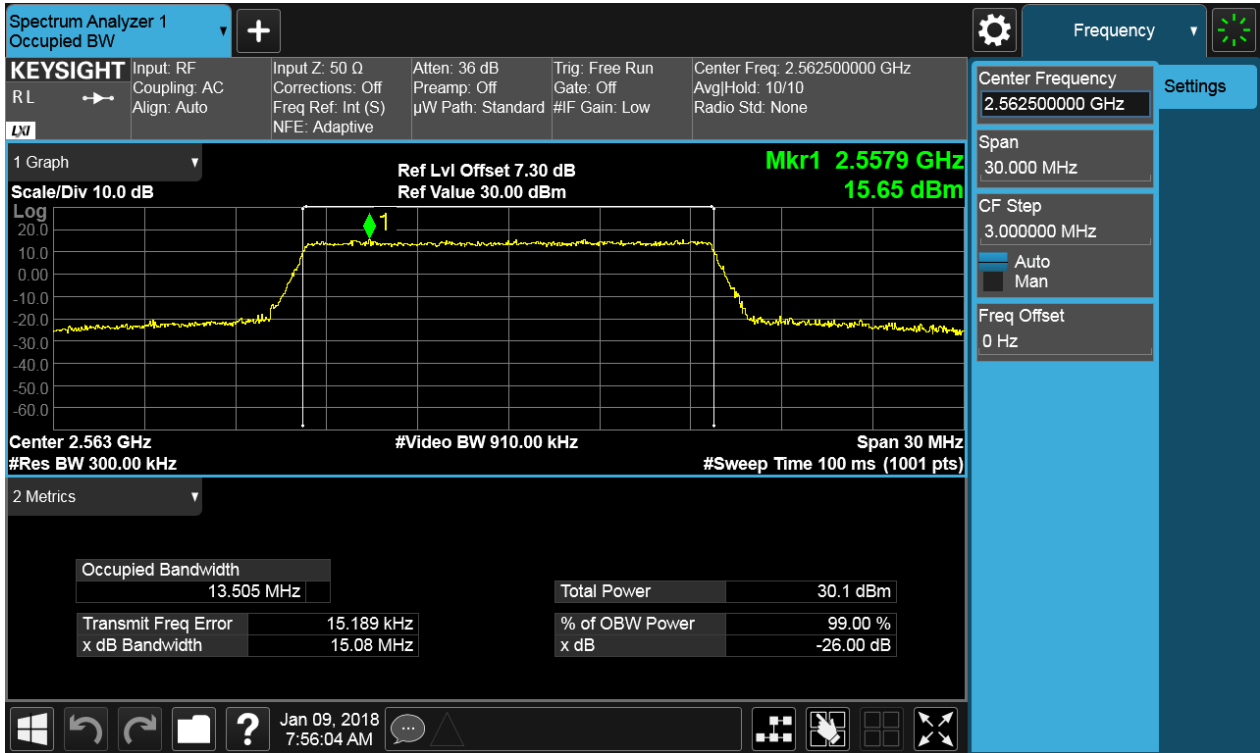 Spectrum Analyzer 1
Occupied BW
+
Frequency
KEYSIGHT
RL
LXI
Input: RF
Coupling: AC
Align: Auto
Input Z: 50 Ω
Corrections: Off
Freq Ref: Int (S)
NFE: Adaptive
Atten: 36 dB
Preamp: Off
µW Path: Standard
Trig: Free Run
Gate: Off
#IF Gain: Low
Center Freq: 2.562500000 GHz
Avg|Hold: 10/10
Radio Std: None
Center Frequency
2.562500000 GHz
Settings
Span
30.000 MHz
CF Step
3.000000 MHz
Auto
Man
Freq Offset
0 Hz
1 Graph
Scale/Div 10.0 dB
Ref Lvl Offset 7.30 dB
Ref Value 30.00 dBm
Mkr1 2.5579 GHz
15.65 dBm
Log
1
20.0
10.0
0.00
-10.0
-20.0
-30.0
-40.0
-50.0
-60.0
Center 2.563 GHz
#Video BW 910.00 kHz
Span 30 MHz
#Res BW 300.00 kHz
#Sweep Time 100 ms (1001 pts)
2 Metrics
Occupied Bandwidth
13.505 MHz
Total Power 30.1 dBm
Transmit Freq Error 15.189 kHz
% of OBW Power 99.00 %
x dB Bandwidth 15.08 MHz
x dB -26.00 dB
?
Jan 09, 2018
7:56:04 AM